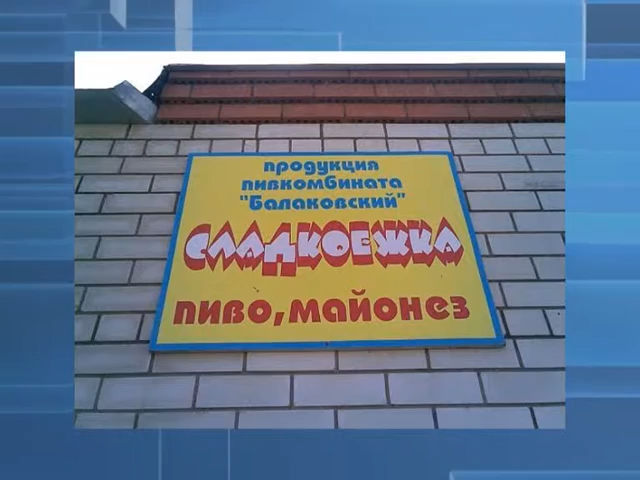 продукция
пивкомбината
"Балаковский"
СЛАДКОЕЖКА
пиво, майонез